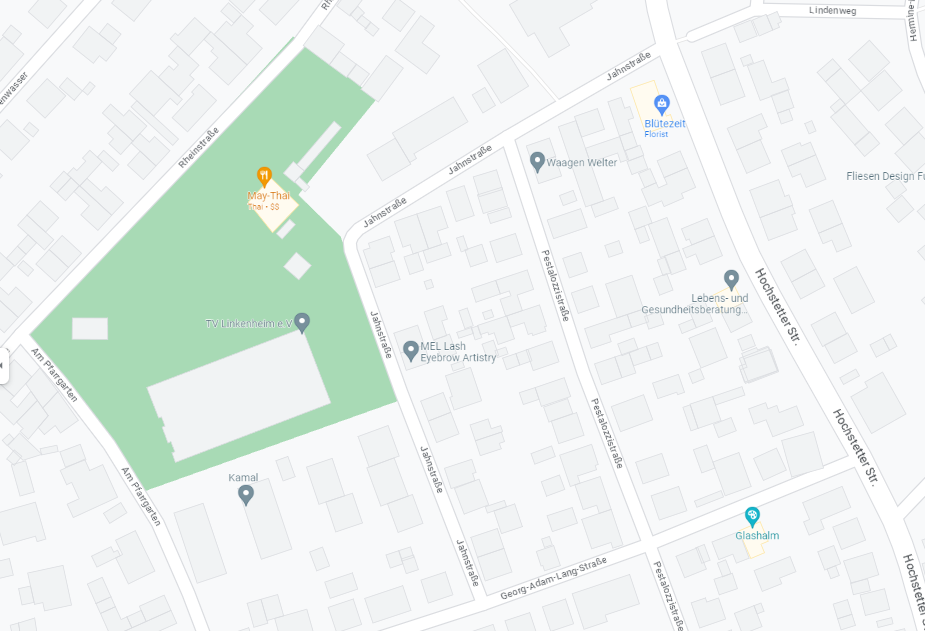 Lindenweg
Jahnstraße
Blütezeit
Florist
Rheinstraße
Jahnstraße
Waagen Welter
Fliesen Design
May-Thai
Thai • $$
Jahnstraße
Pestalozzistraße
Hochstetter Str.
Lebens- und
Gesundheitsberatung...
TV Linkenheim e.V
Jahnstraße
MEL Lash
Eyebrow Artistry
Am Pfarrgarten
Pestalozzistraße
Hochstetter Str.
Jahnstraße
Kamal
Am Pfarrgarten
Glashalm
Jahnstraße
Georg-Adam-Lang-Straße
Pestalozzistraße
Hochstetter